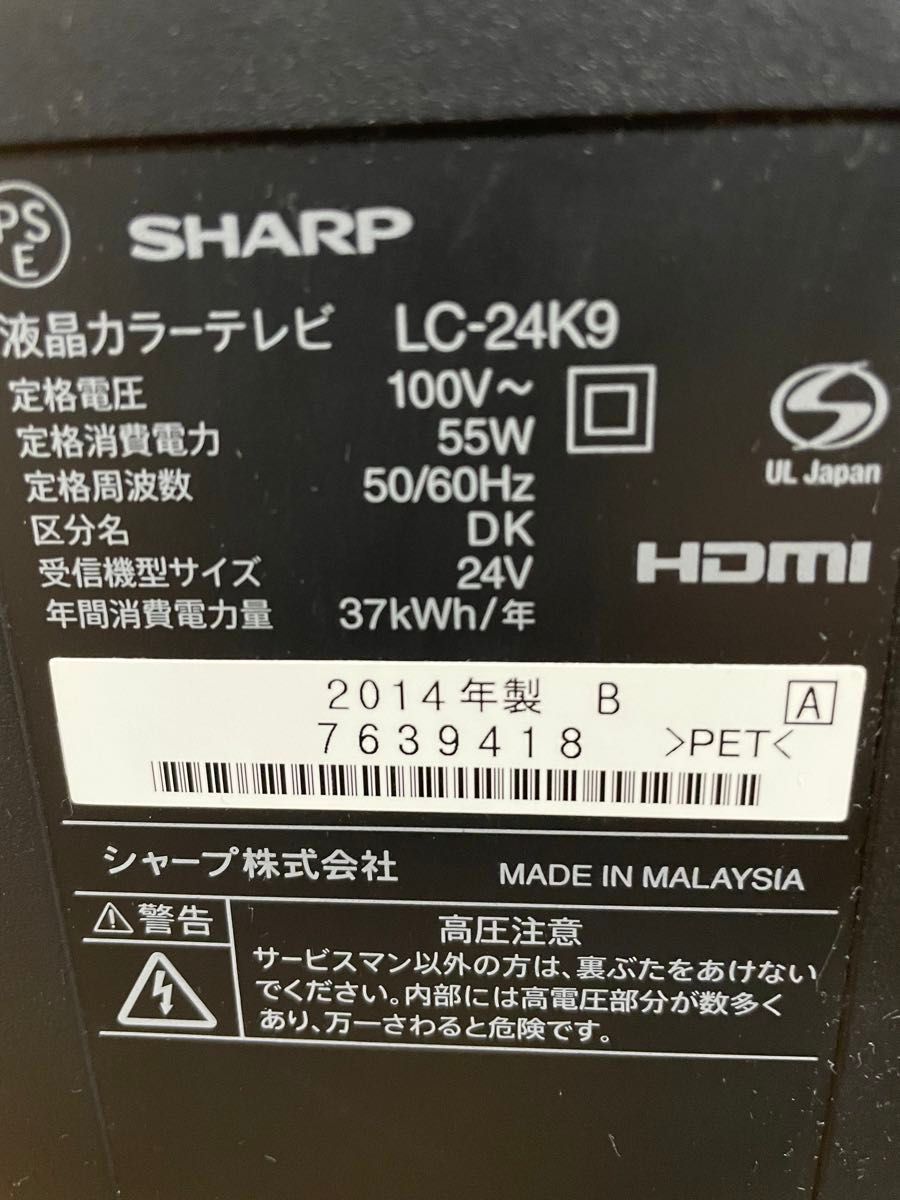 PS
E
SHARP
液晶カラーテレビ LC-24K9
定格電圧 100V～
定格消費電力 55W
定格周波数 50/60Hz
区分名 DK
受信機型サイズ 24V
年間消費電力量 37kWh/年
UL Japan
HDMI
2014年製 B A
7639418 >PET<
シャープ株式会社 MADE IN MALAYSIA
警告
高圧注意
サービスマン以外の方は、裏ぶたをあけない
でください。内部には高電圧部分が数多く
あり、万一さわると危険です。